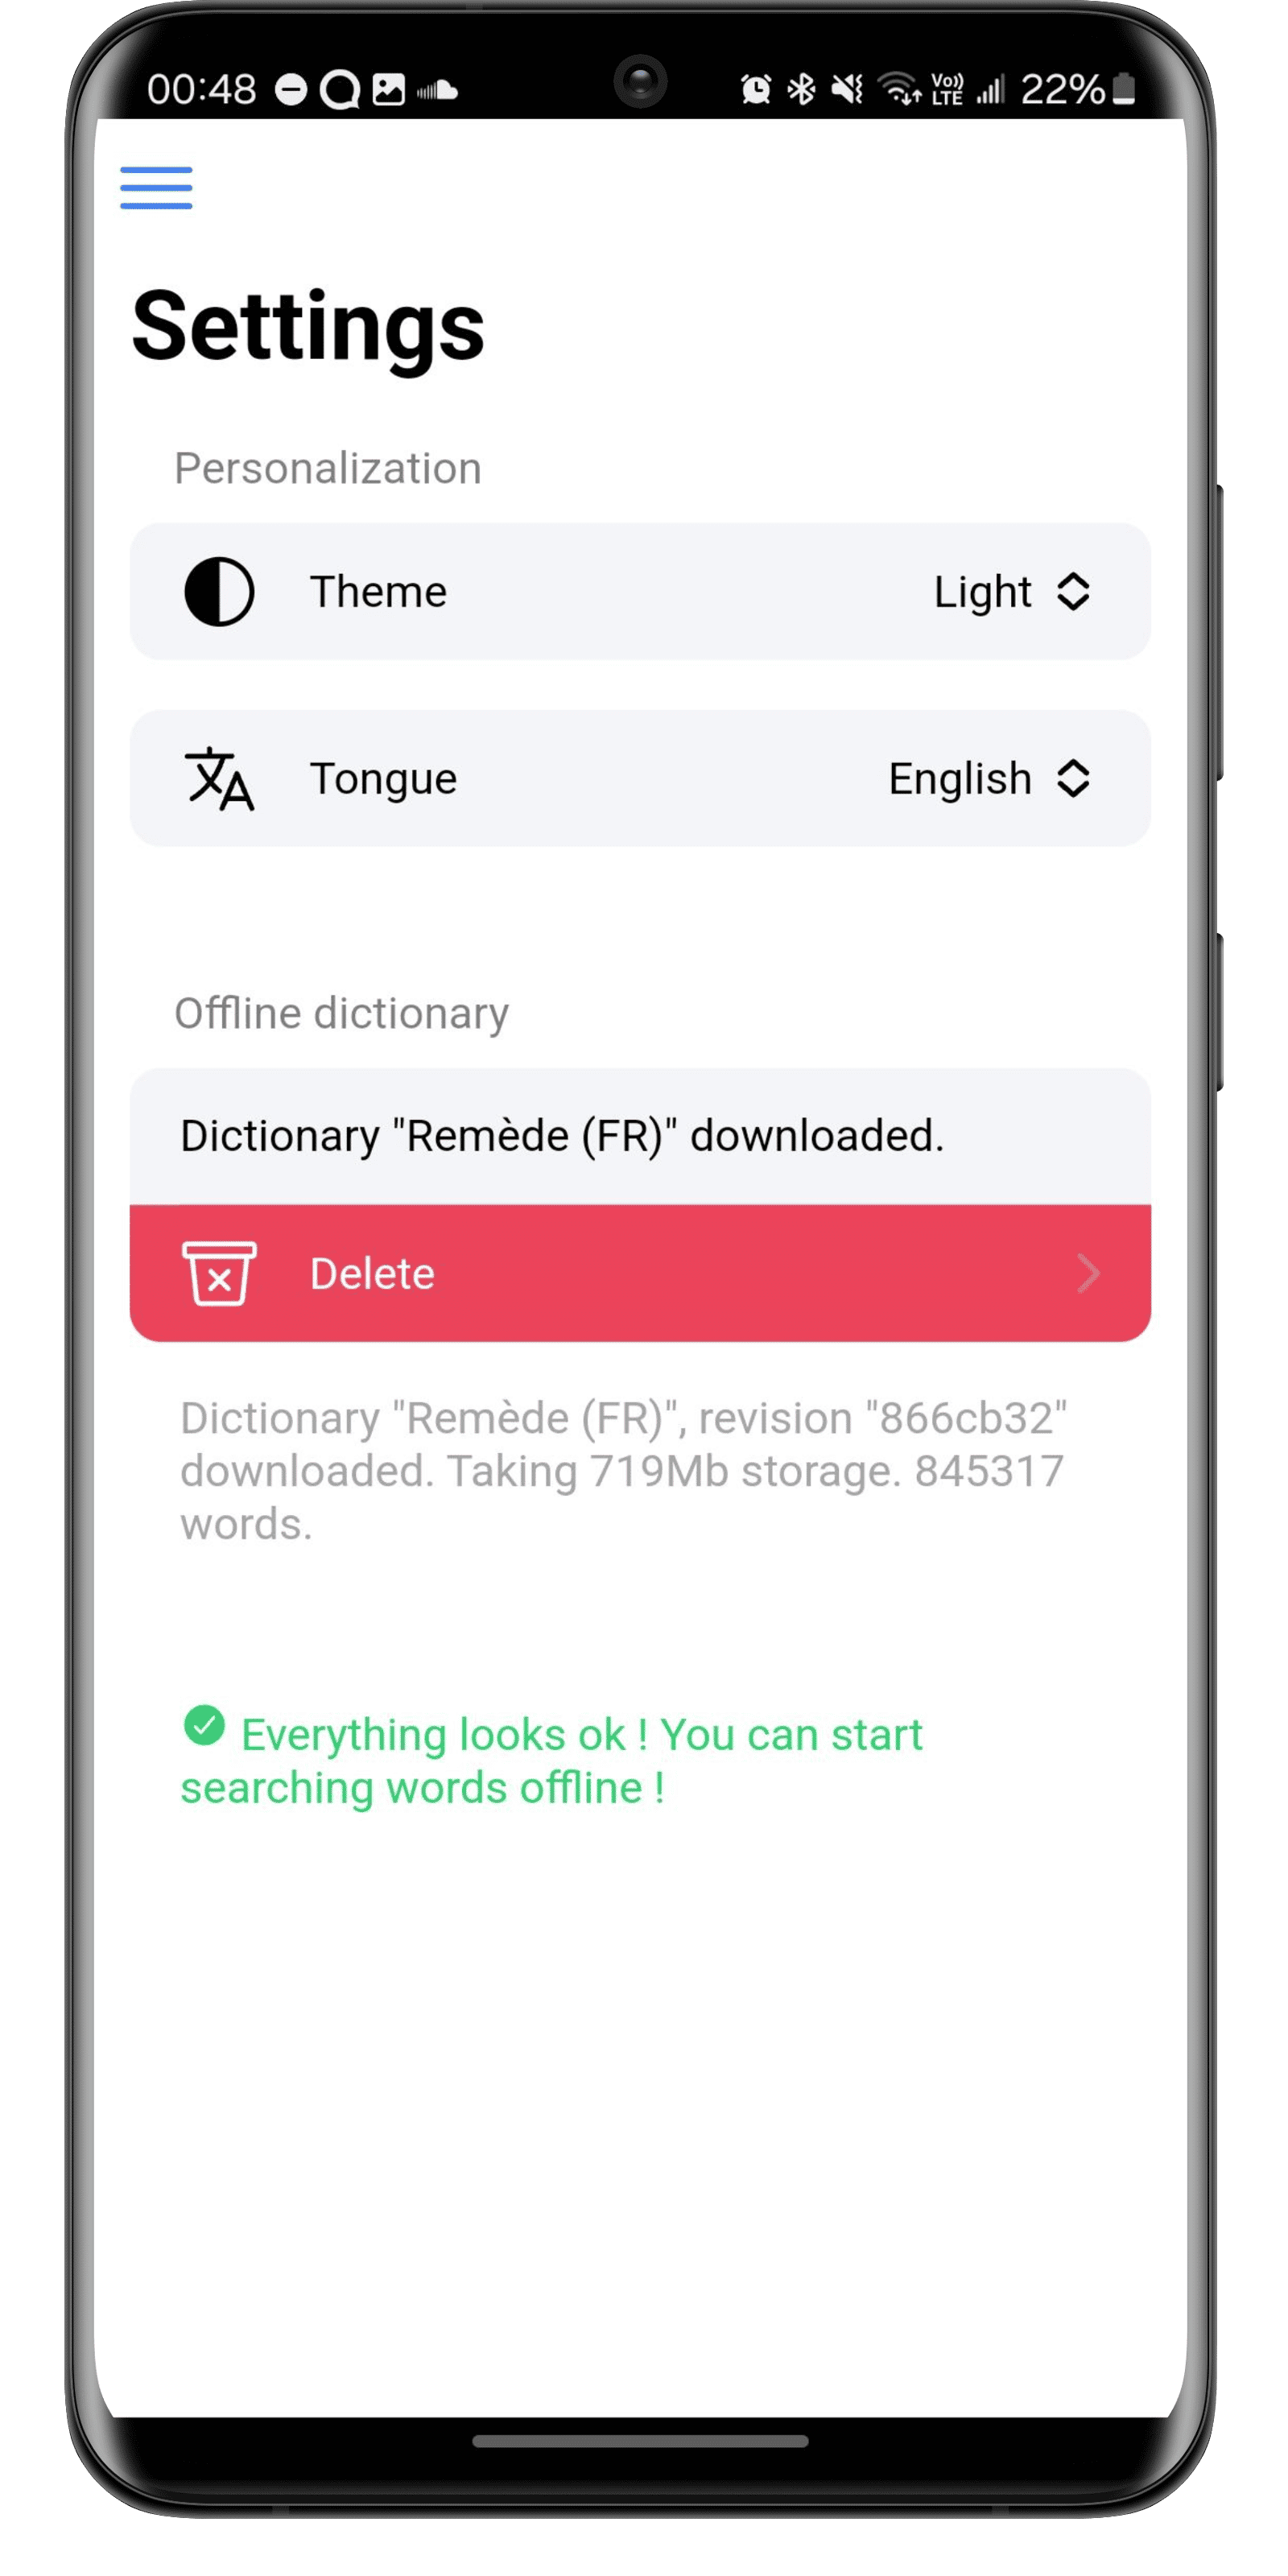 00:48 Vo)) LTE 22%
Settings
Personalization
Theme Light
Tongue English
Offline dictionary
Dictionary "Remède (FR)" downloaded.
Delete
Dictionary "Remède (FR)", revision "866cb32"
downloaded. Taking 719Mb storage. 845317
words.
Everything looks ok ! You can start
searching words offline !